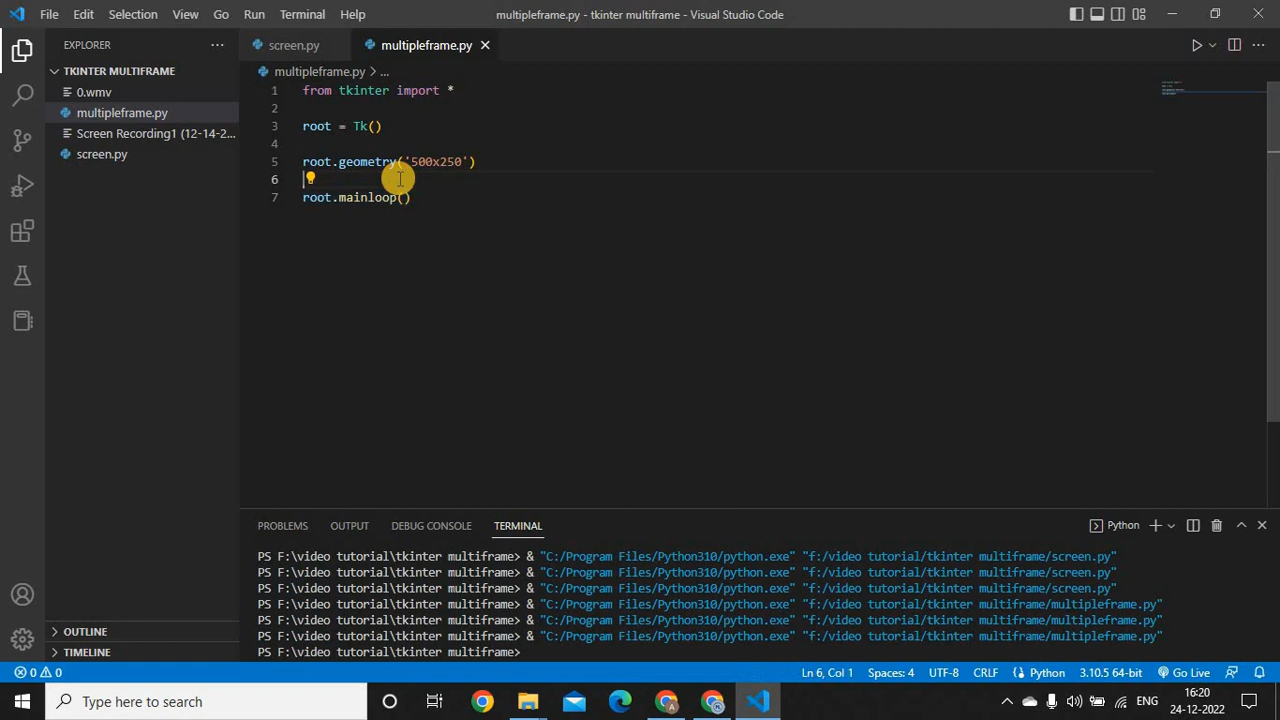 File Edit Selection View Go Run Terminal Help
multipleframe.py - tkinter multiframe - Visual Studio Code
EXPLORER
TKINTER MULTIFRAME
0.wmv
multipleframe.py
Screen Recording1 (12-14-2...
screen.py
OUTLINE
TIMELINE
screen.py multipleframe.py
multipleframe.py > ...
1 from tkinter import *
2
3 root = Tk()
4
5 root.geometry('500x250')
6
7 root.mainloop()
PROBLEMS OUTPUT DEBUG CONSOLE TERMINAL
Python
PS F:\video tutorial\tkinter multiframe> & "C:/Program Files/Python310/python.exe" "f:/video tutorial/tkinter multiframe/screen.py"
PS F:\video tutorial\tkinter multiframe> & "C:/Program Files/Python310/python.exe" "f:/video tutorial/tkinter multiframe/screen.py"
PS F:\video tutorial\tkinter multiframe> & "C:/Program Files/Python310/python.exe" "f:/video tutorial/tkinter multiframe/screen.py"
PS F:\video tutorial\tkinter multiframe> & "C:/Program Files/Python310/python.exe" "f:/video tutorial/tkinter multiframe/multipleframe.py"
PS F:\video tutorial\tkinter multiframe> & "C:/Program Files/Python310/python.exe" "f:/video tutorial/tkinter multiframe/multipleframe.py"
PS F:\video tutorial\tkinter multiframe> & "C:/Program Files/Python310/python.exe" "f:/video tutorial/tkinter multiframe/multipleframe.py"
PS F:\video tutorial\tkinter multiframe>
0 0 Ln 6, Col 1 Spaces: 4 UTF-8 CRLF Python 3.10.5 64-bit Go Live
Type here to search
ENG
16:20
24-12-2022